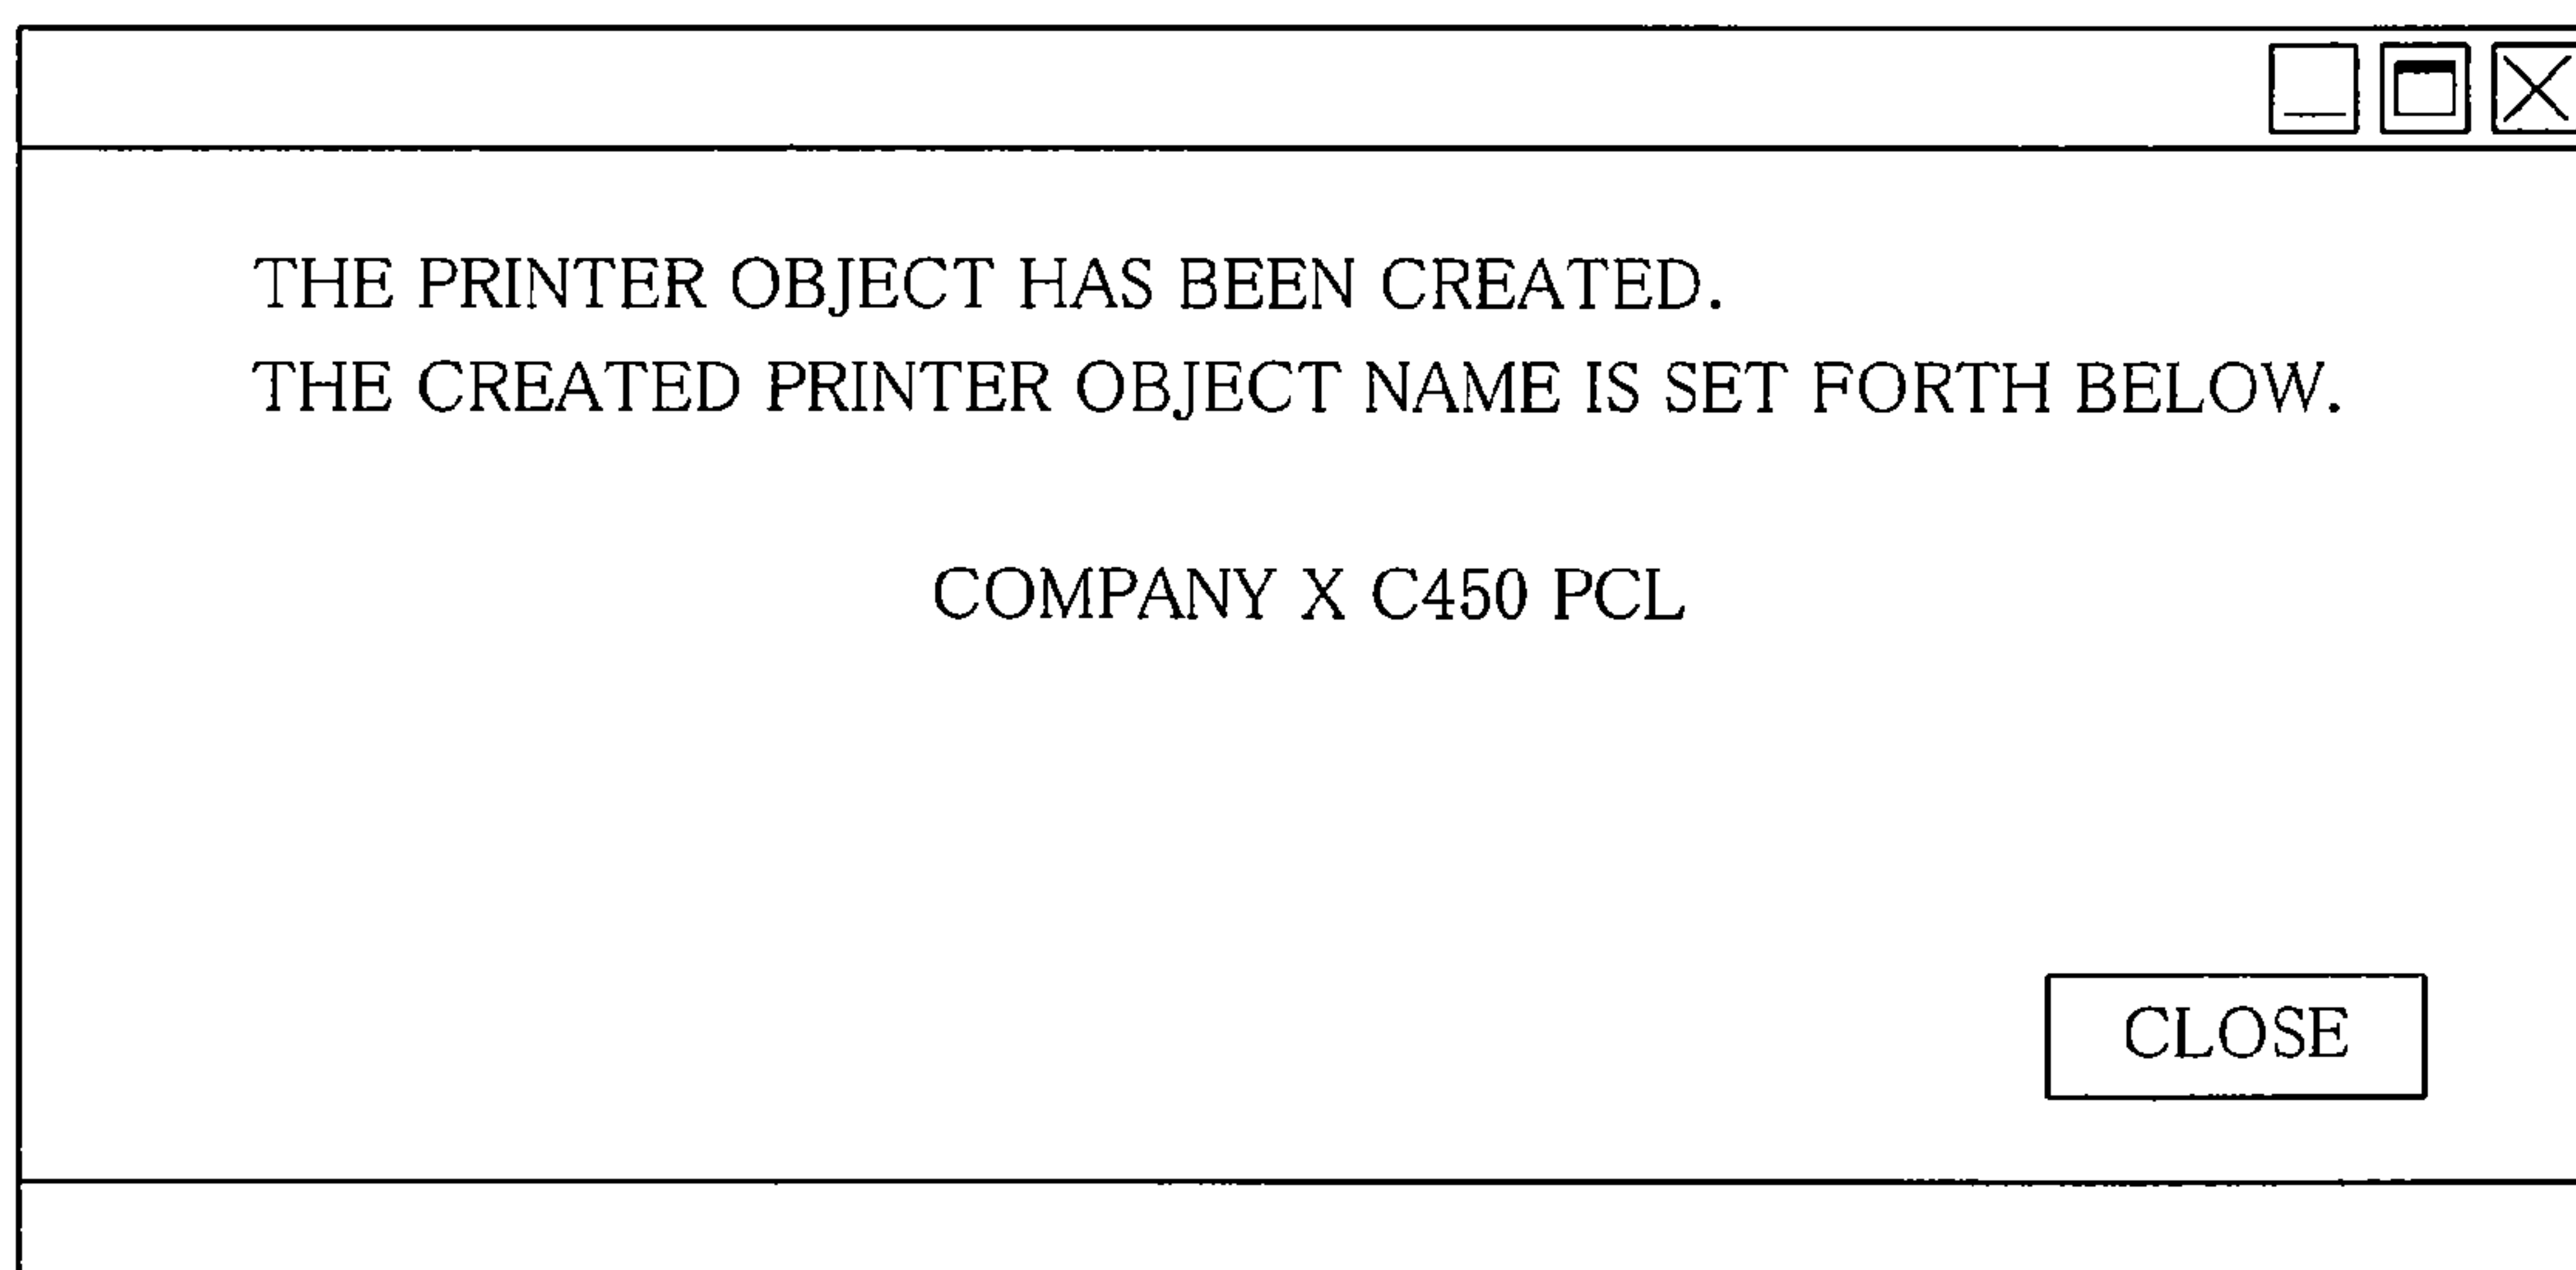 THE PRINTER OBJECT HAS BEEN CREATED.
THE CREATED PRINTER OBJECT NAME IS SET FORTH BELOW.
COMPANY X C450 PCL
CLOSE